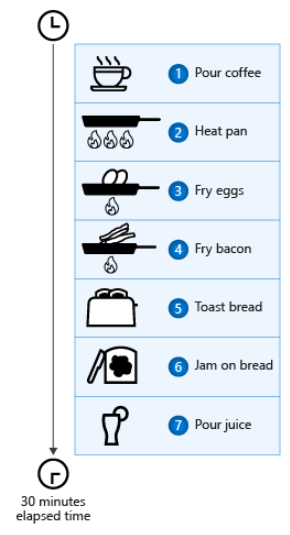 1 Pour coffee
2 Heat pan
3 Fry eggs
4 Fry bacon
5 Toast bread
6 Jam on bread
7 Pour juice
30 minutes
elapsed time